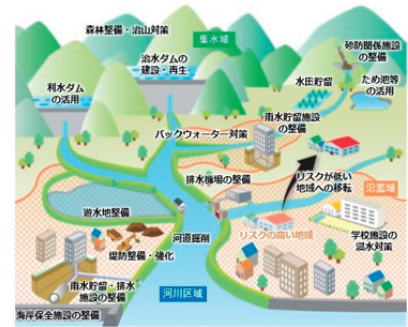 森林整備・治山対策
集水域
砂防関係施設
の整備
治水ダムの
建設・再生
水田貯留
ため池等
の活用
利水ダム
の活用
雨水貯留施設
の整備
バックウォーター対策
リスクが低い
地域への移転
排水機場の整備
氾濫域
遊水地整備
リスクの高い地域
学校施設の
浸水対策
河道掘削
堤防整備・強化
雨水貯留・排水
施設の整備
河川区域
海岸保全施設の整備